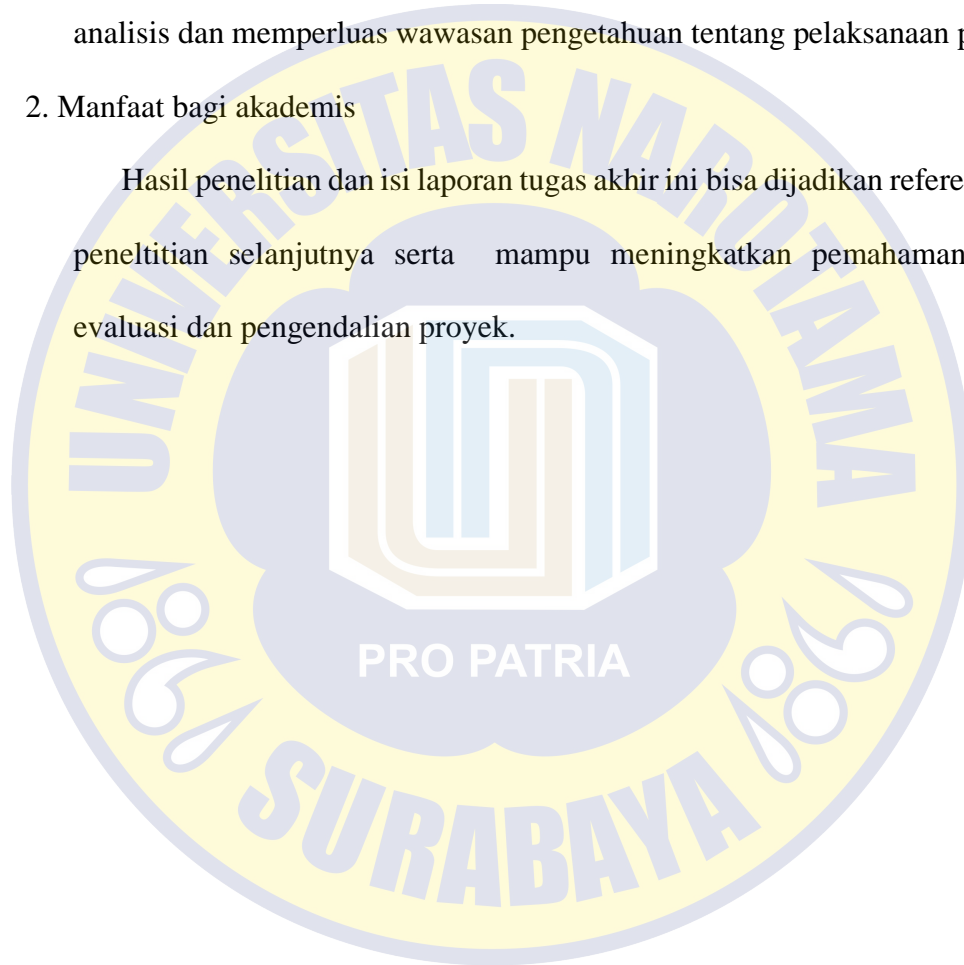 analisis dan memperluas wawasan pengetahuan tentang pelaksanaan p
2. Manfaat bagi akademis
Hasil penelitian dan isi laporan tugas akhir ini bisa dijadikan refere
peneltitian selanjutnya serta mampu meningkatkan pemahaman
evaluasi dan pengendalian proyek.
UNIVERSITAS NAROTAMA
PRO PATRIA
SURABAYA